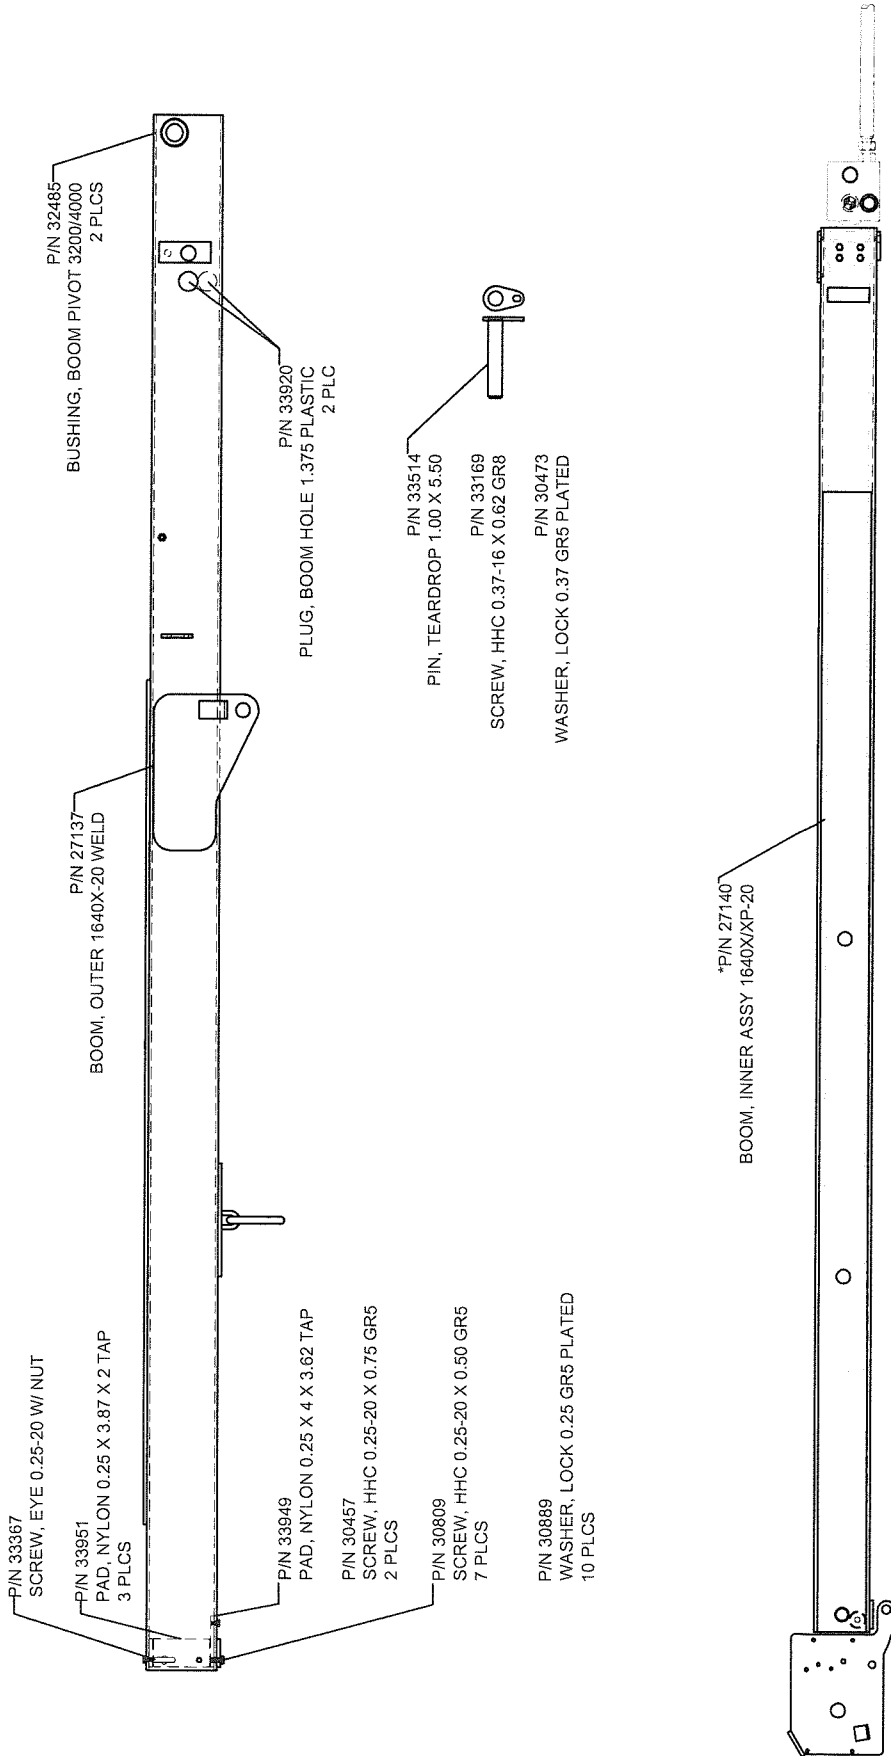 P/N 33367
SCREW, EYE 0.25-20 W/ NUT
P/N 33951
PAD, NYLON 0.25 X 3.87 X 2 TAP
3 PLCS
P/N 33949
PAD, NYLON 0.25 X 4 X 3.62 TAP
P/N 30457
SCREW, HHC 0.25-20 X 0.75 GR5
2 PLCS
P/N 30809
SCREW, HHC 0.25-20 X 0.50 GR5
7 PLCS
P/N 30889
WASHER, LOCK 0.25 GR5 PLATED
10 PLCS
P/N 27137
BOOM, OUTER 1640X-20 WELD
P/N 32485
BUSHING, BOOM PIVOT 3200/4000
2 PLCS
P/N 33920
PLUG, BOOM HOLE 1.375 PLASTIC
2 PLC
P/N 33514
PIN, TEARDROP 1.00 X 5.50
P/N 33169
SCREW, HHC 0.37-16 X 0.62 GR8
P/N 30473
WASHER, LOCK 0.37 GR5 PLATED
*P/N 27140
BOOM, INNER ASSY 1640X/XP-20